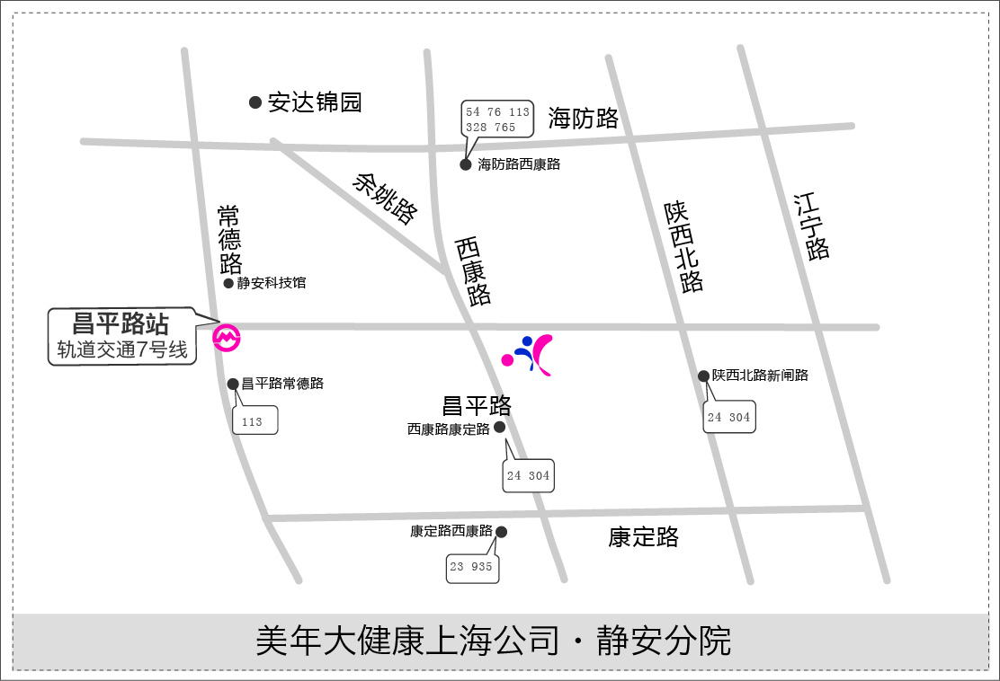 安达锦园
54 76 113
328 765
海防路
海防路西康路
余姚路
常德路
西康路
陕西北路
江宁路
静安科技馆
昌平路站
轨道交通7号线
昌平路常德路
113
昌平路
西康路康定路
24 304
陕西北路新闸路
24 304
康定路西康路
23 935
康定路
美年大健康上海公司·静安分院